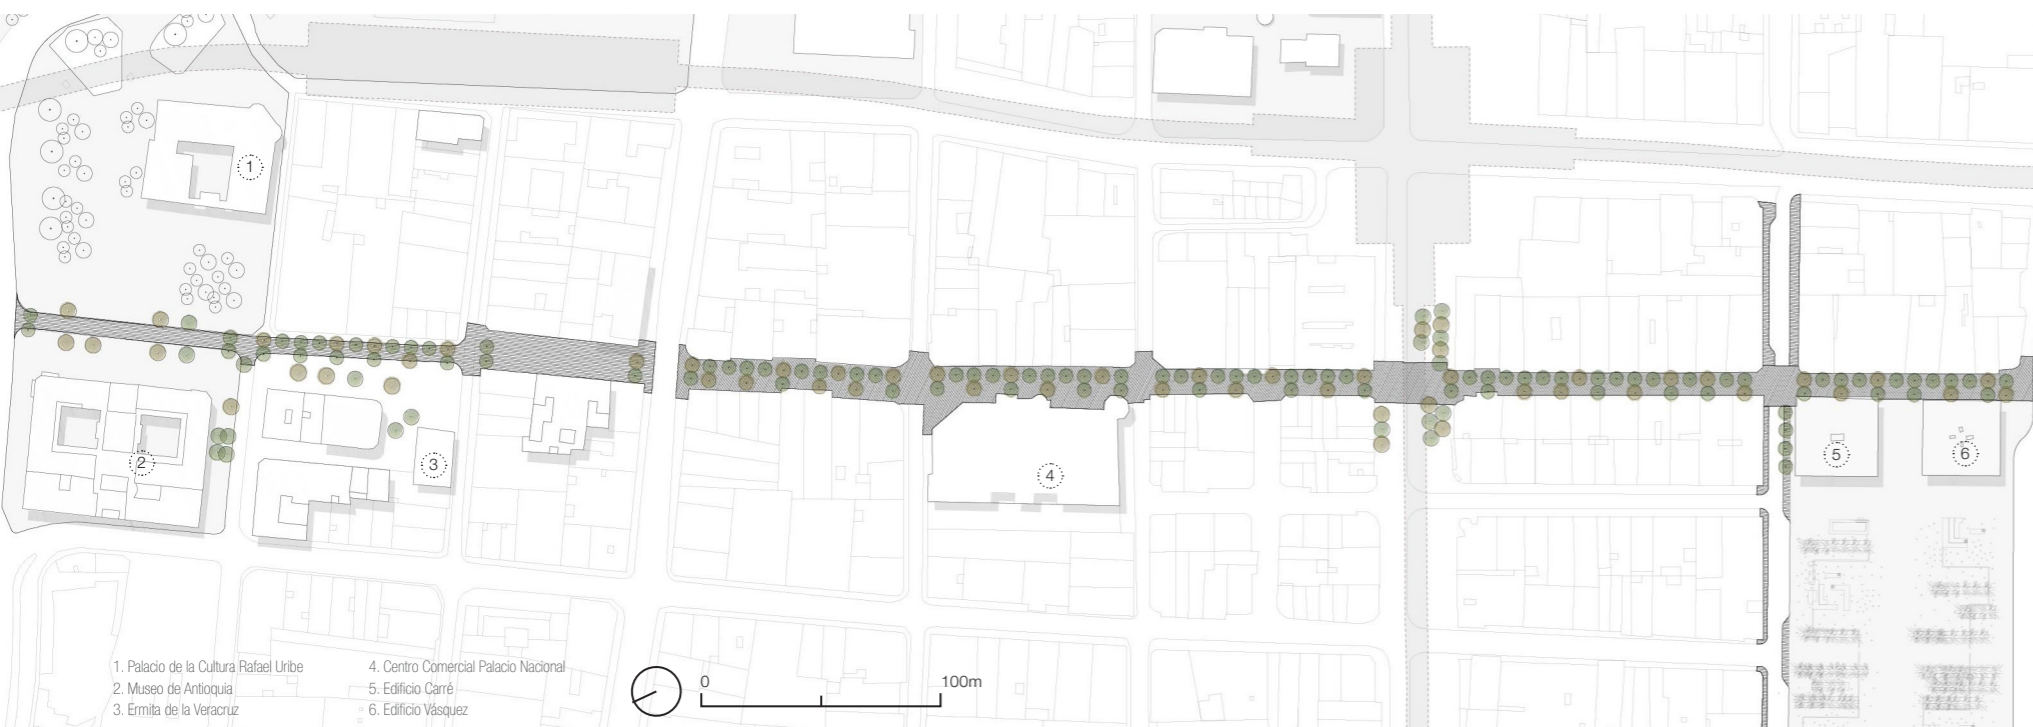 1
2
3
4
5
6
1. Palacio de la Cultura Rafael Uribe
2. Museo de Antioquia
3. Ermita de la Veracruz
4. Centro Comercial Palacio Nacional
5. Edificio Carré
6. Edificio Vásquez
0
100m